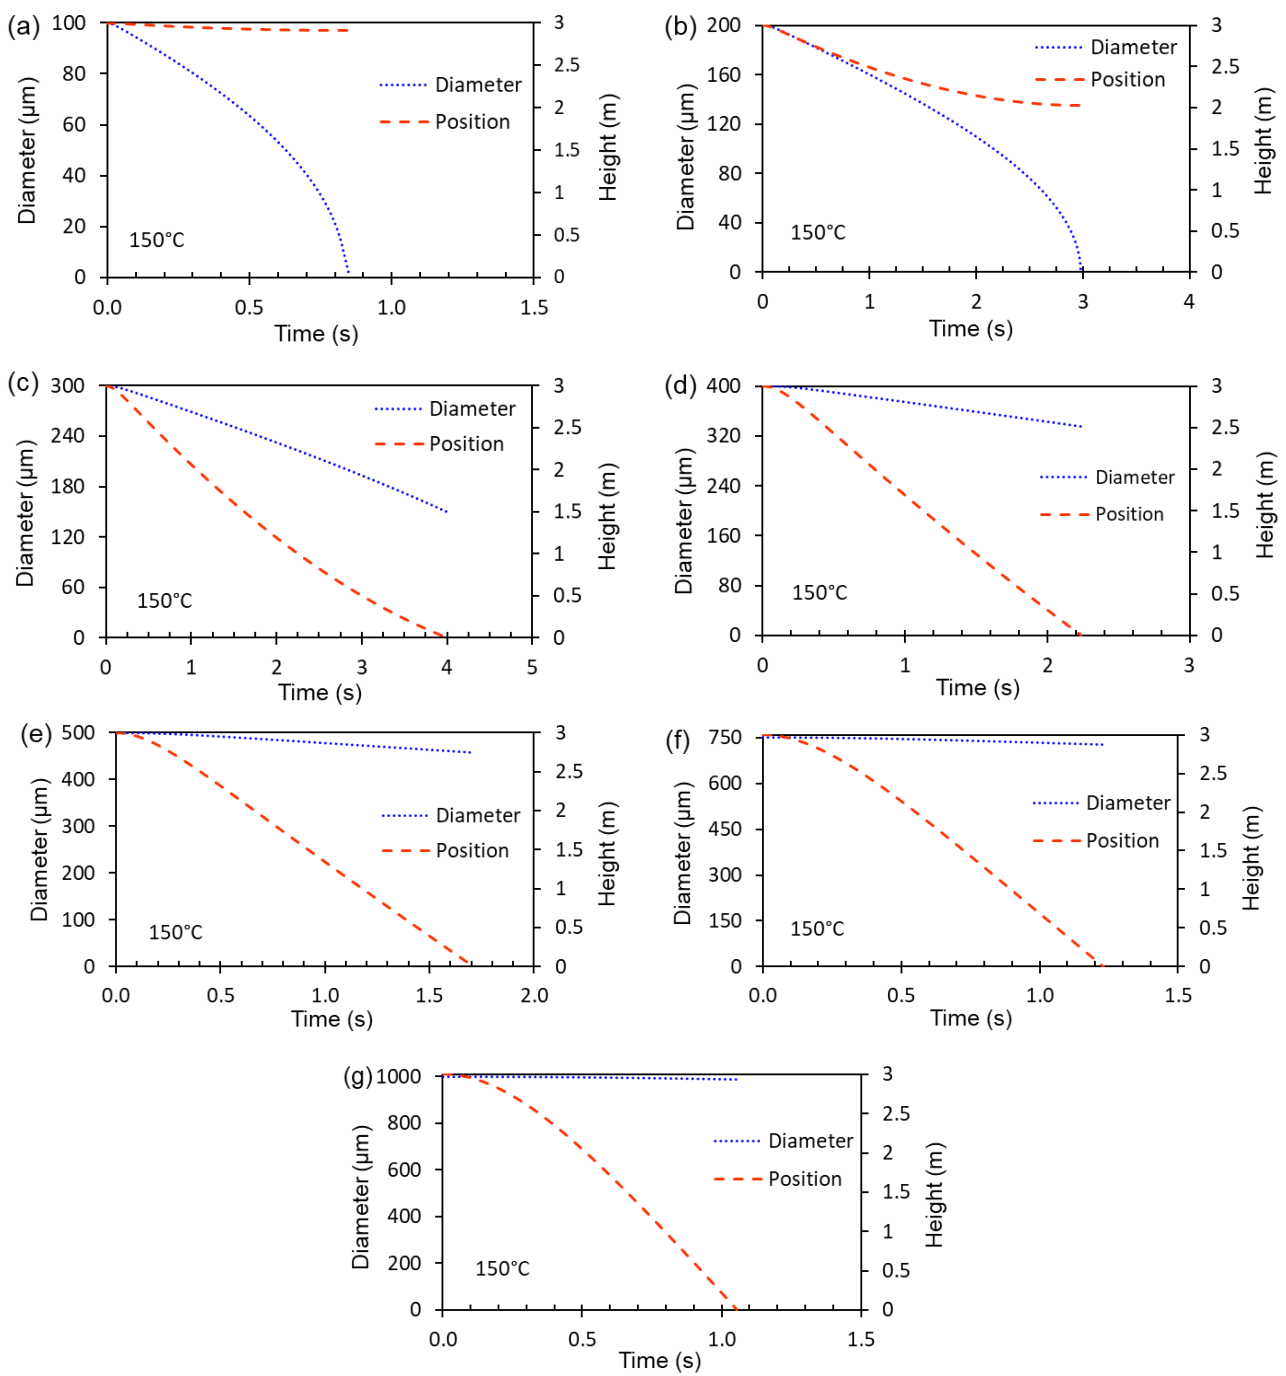 (a)
100
80
60
40
20
0
Diameter (µm)
3
2.5
2
1.5
1
0.5
0
Height (m)
Diameter
Position
150°C
0.0 0.5 1.0 1.5
Time (s)
(b)
200
160
120
80
40
0
Diameter (µm)
3
2.5
2
1.5
1
0.5
0
Height (m)
Diameter
Position
150°C
0 1 2 3 4
Time (s)
(c)
300
240
180
120
60
0
Diameter (µm)
3
2.5
2
1.5
1
0.5
0
Height (m)
Diameter
Position
150°C
0 1 2 3 4 5
Time (s)
(d)
400
320
240
160
80
0
Diameter (µm)
3
2.5
2
1.5
1
0.5
0
Height (m)
Diameter
Position
150°C
0 1 2 3
Time (s)
(e)
500
400
300
200
100
0
Diameter (µm)
3
2.5
2
1.5
1
0.5
0
Height (m)
Diameter
Position
150°C
0.0 0.5 1.0 1.5 2.0
Time (s)
(f)
750
600
450
300
150
0
Diameter (µm)
3
2.5
2
1.5
1
0.5
0
Height (m)
Diameter
Position
150°C
0.0 0.5 1.0 1.5
Time (s)
(g)
1000
800
600
400
200
0
Diameter (µm)
3
2.5
2
1.5
1
0.5
0
Height (m)
Diameter
Position
150°C
0.0 0.5 1.0 1.5
Time (s)